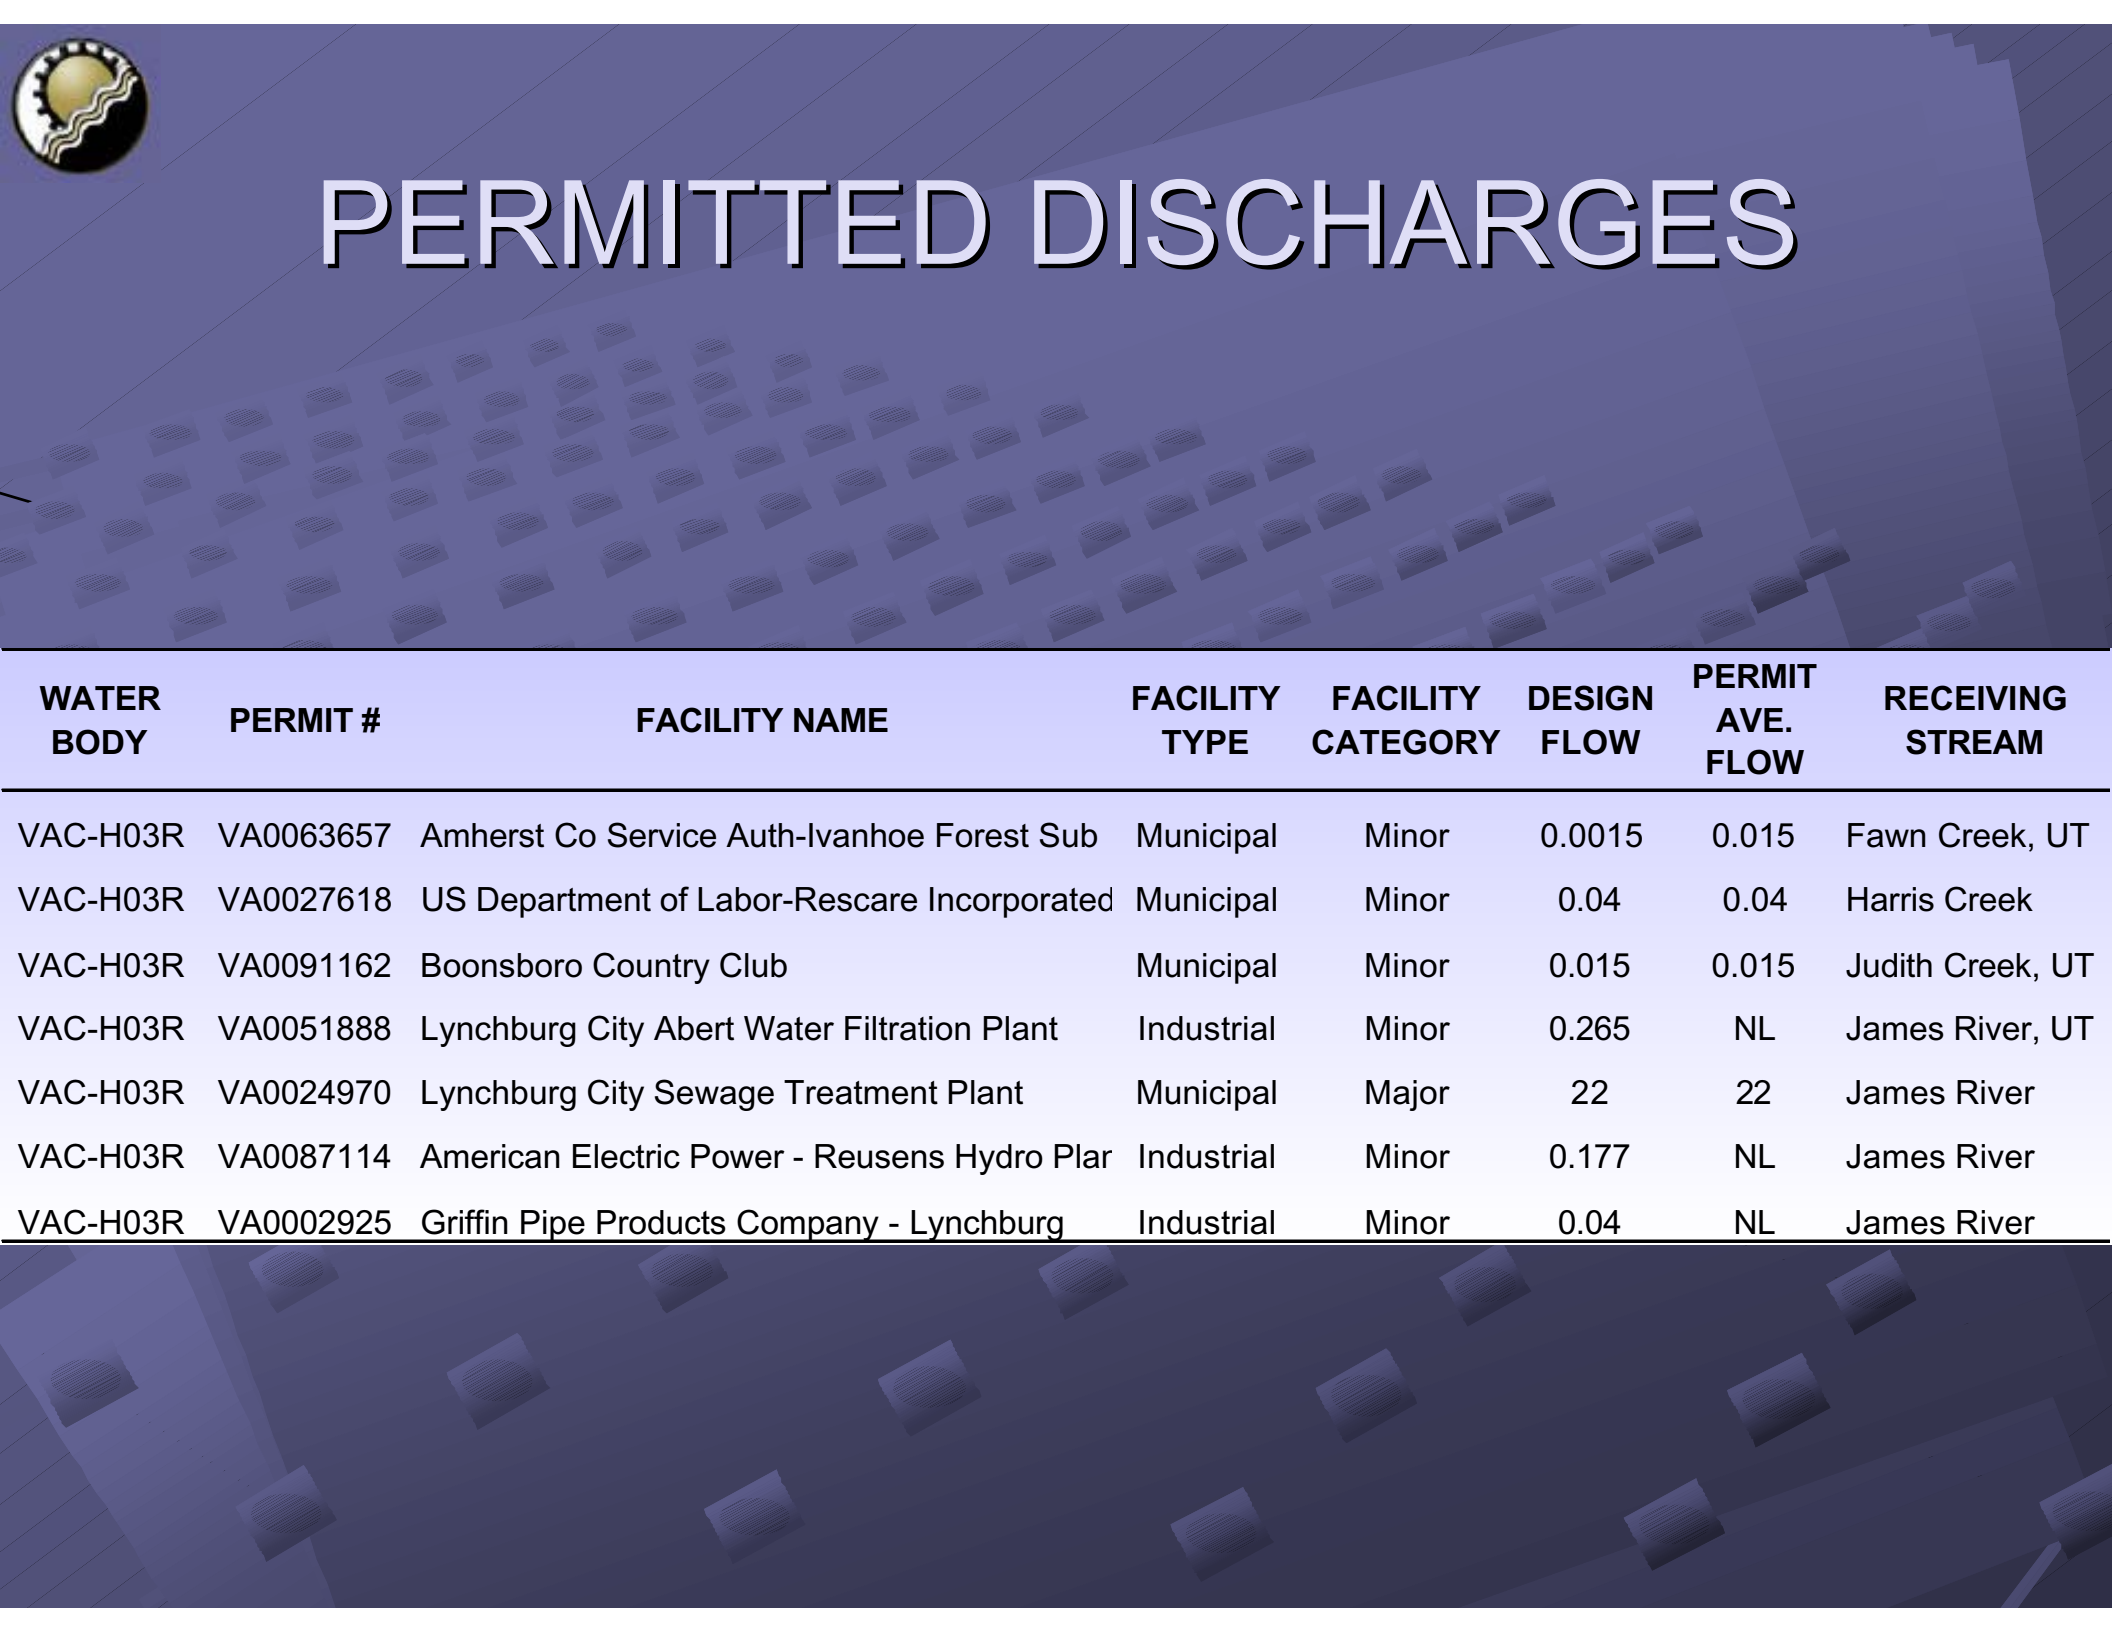 PERMITTED DISCHARGES
WATER BODY PERMIT # FACILITY NAME FACILITY TYPE FACILITY CATEGORY DESIGN FLOW PERMIT AVE. FLOW RECEIVING STREAM
VAC-H03R VA0063657 Amherst Co Service Auth-Ivanhoe Forest Sub Municipal Minor 0.0015 0.015 Fawn Creek, UT
VAC-H03R VA0027618 US Department of Labor-Rescare Incorporated Municipal Minor 0.04 0.04 Harris Creek
VAC-H03R VA0091162 Boonsboro Country Club Municipal Minor 0.015 0.015 Judith Creek, UT
VAC-H03R VA0051888 Lynchburg City Abert Water Filtration Plant Industrial Minor 0.265 NL James River, UT
VAC-H03R VA0024970 Lynchburg City Sewage Treatment Plant Municipal Major 22 22 James River
VAC-H03R VA0087114 American Electric Power - Reusens Hydro Plar Industrial Minor 0.177 NL James River
VAC-H03R VA0002925 Griffin Pipe Products Company - Lynchburg Industrial Minor 0.04 NL James River